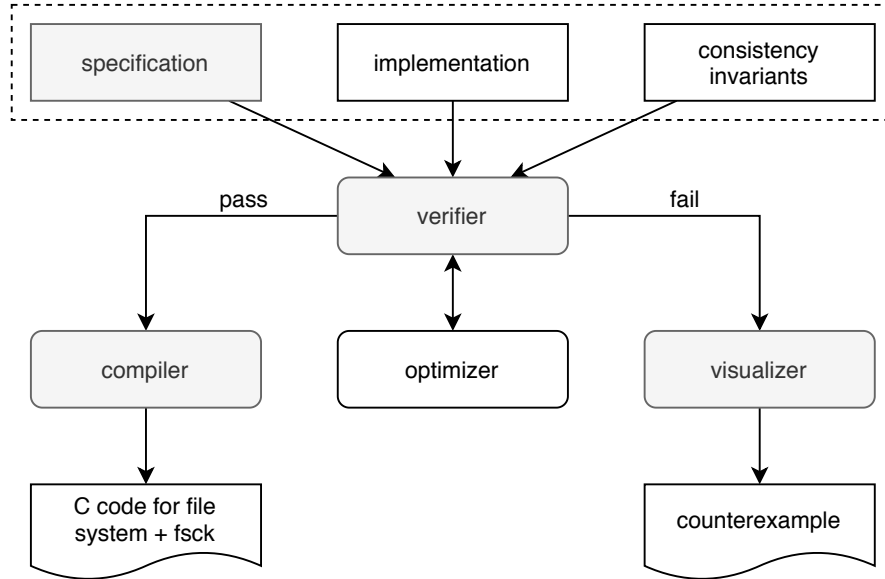 specification
implementation
consistency
invariants
pass
verifier
fail
compiler
optimizer
visualizer
C code for file
system + fsck
counterexample